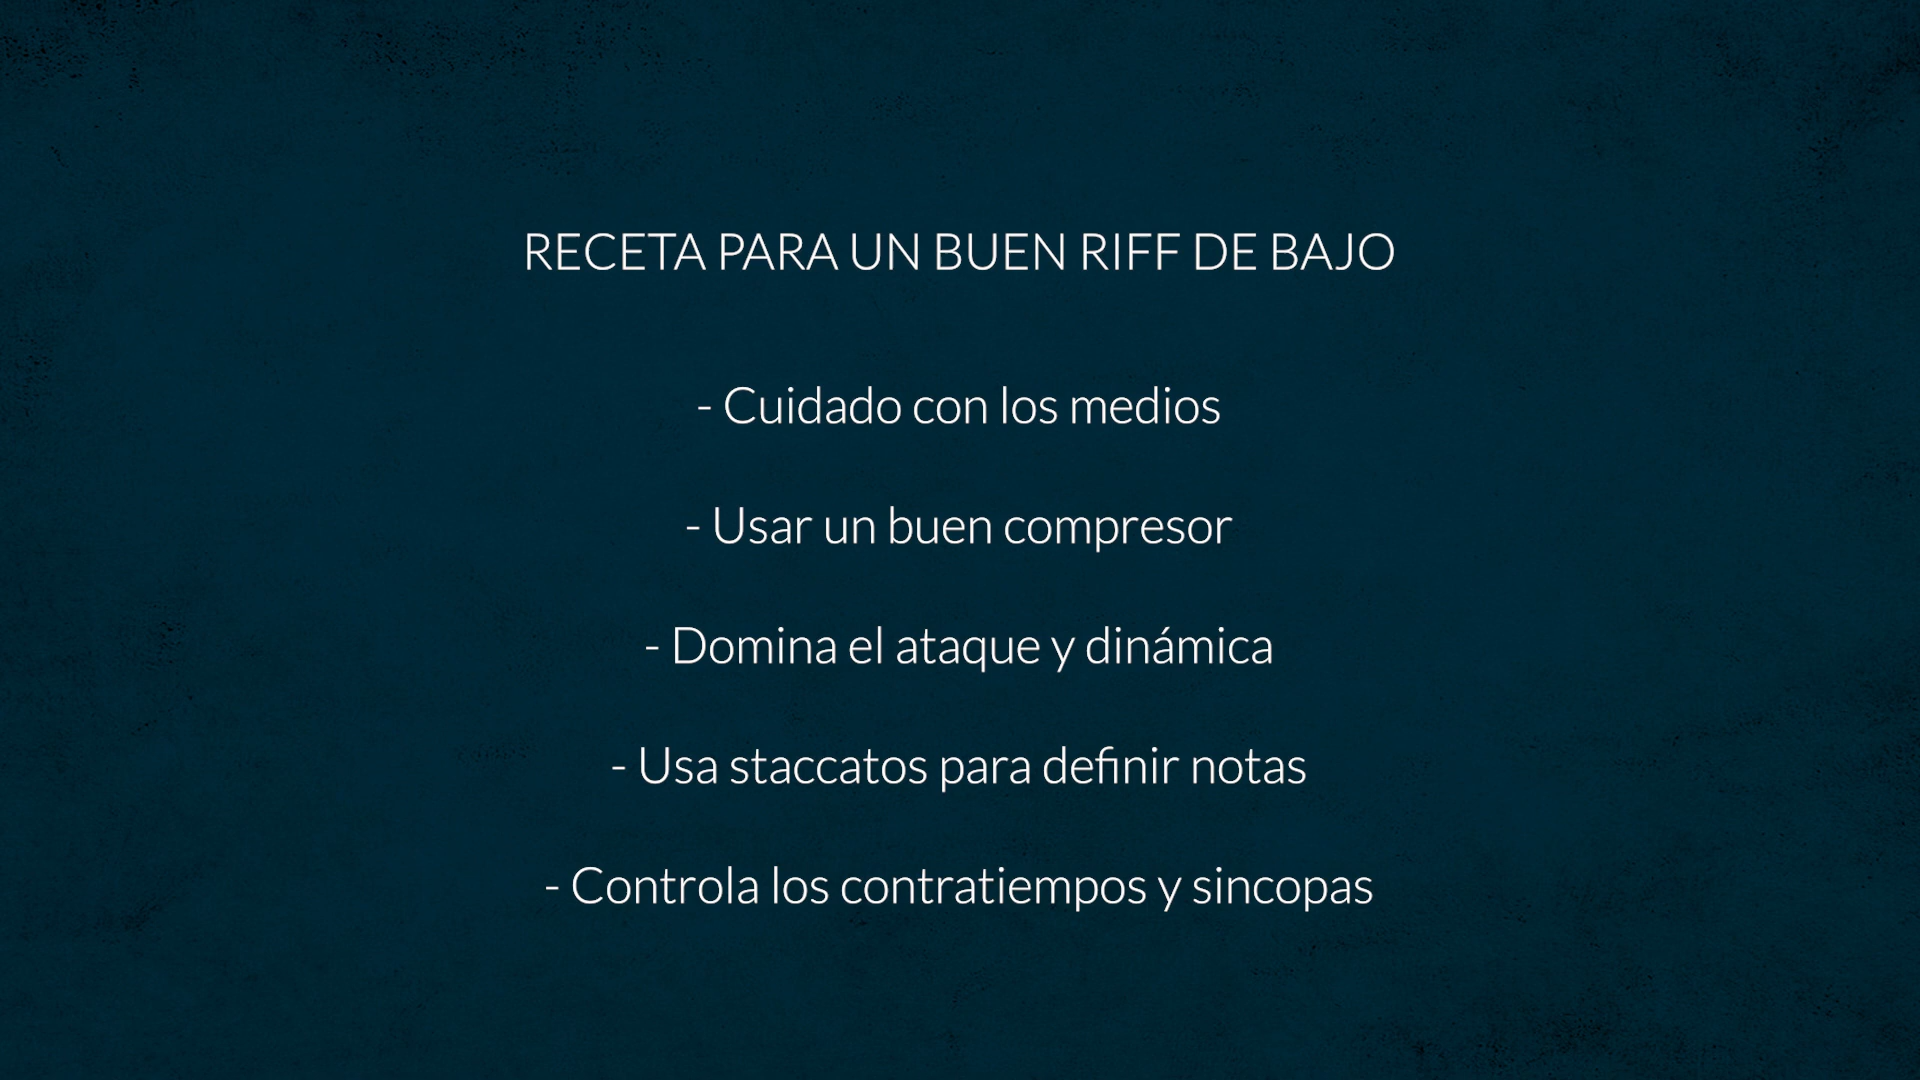 RECETA PARA UN BUEN RIFF DE BAJO
- Cuidado con los medios
- Usar un buen compresor
- Domina el ataque y dinámica
- Usa staccatos para definir notas
- Controla los contratiempos y sincopas